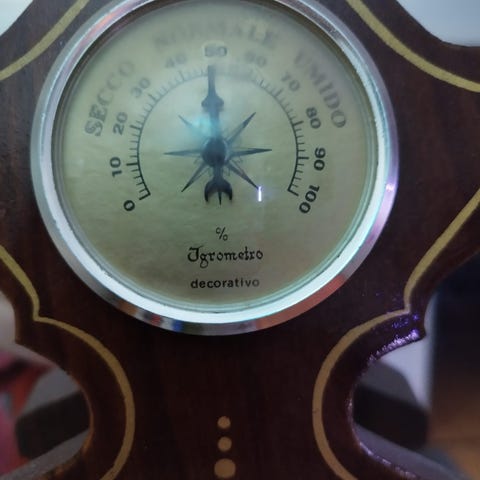 SECCO NORMALE UMIDO
0 10 20 30 40 50 60 70 80 90 100
%
Igrometro
decorativo